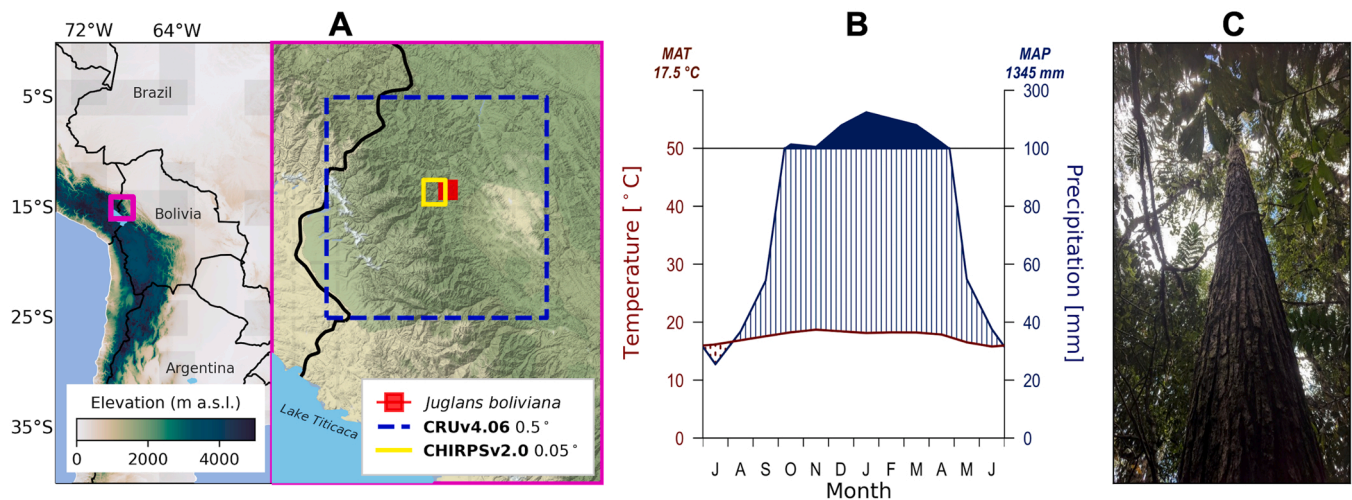 A
72°W 64°W
5°S
15°S
25°S
35°S
Brazil
Bolivia
Argentina
Elevation (m a.s.l.)
0 2000 4000
Lake Titicaca
Juglans boliviana
CRUv4.06 0.5°
CHIRPSv2.0 0.05°
B
MAT
17.5 °C
MAP
1345 mm
Temperature [ °C]
50
40
30
20
10
0
300
100
80
60
40
20
0
Precipitation [mm]
J A S O N D J F M A M J
Month
C